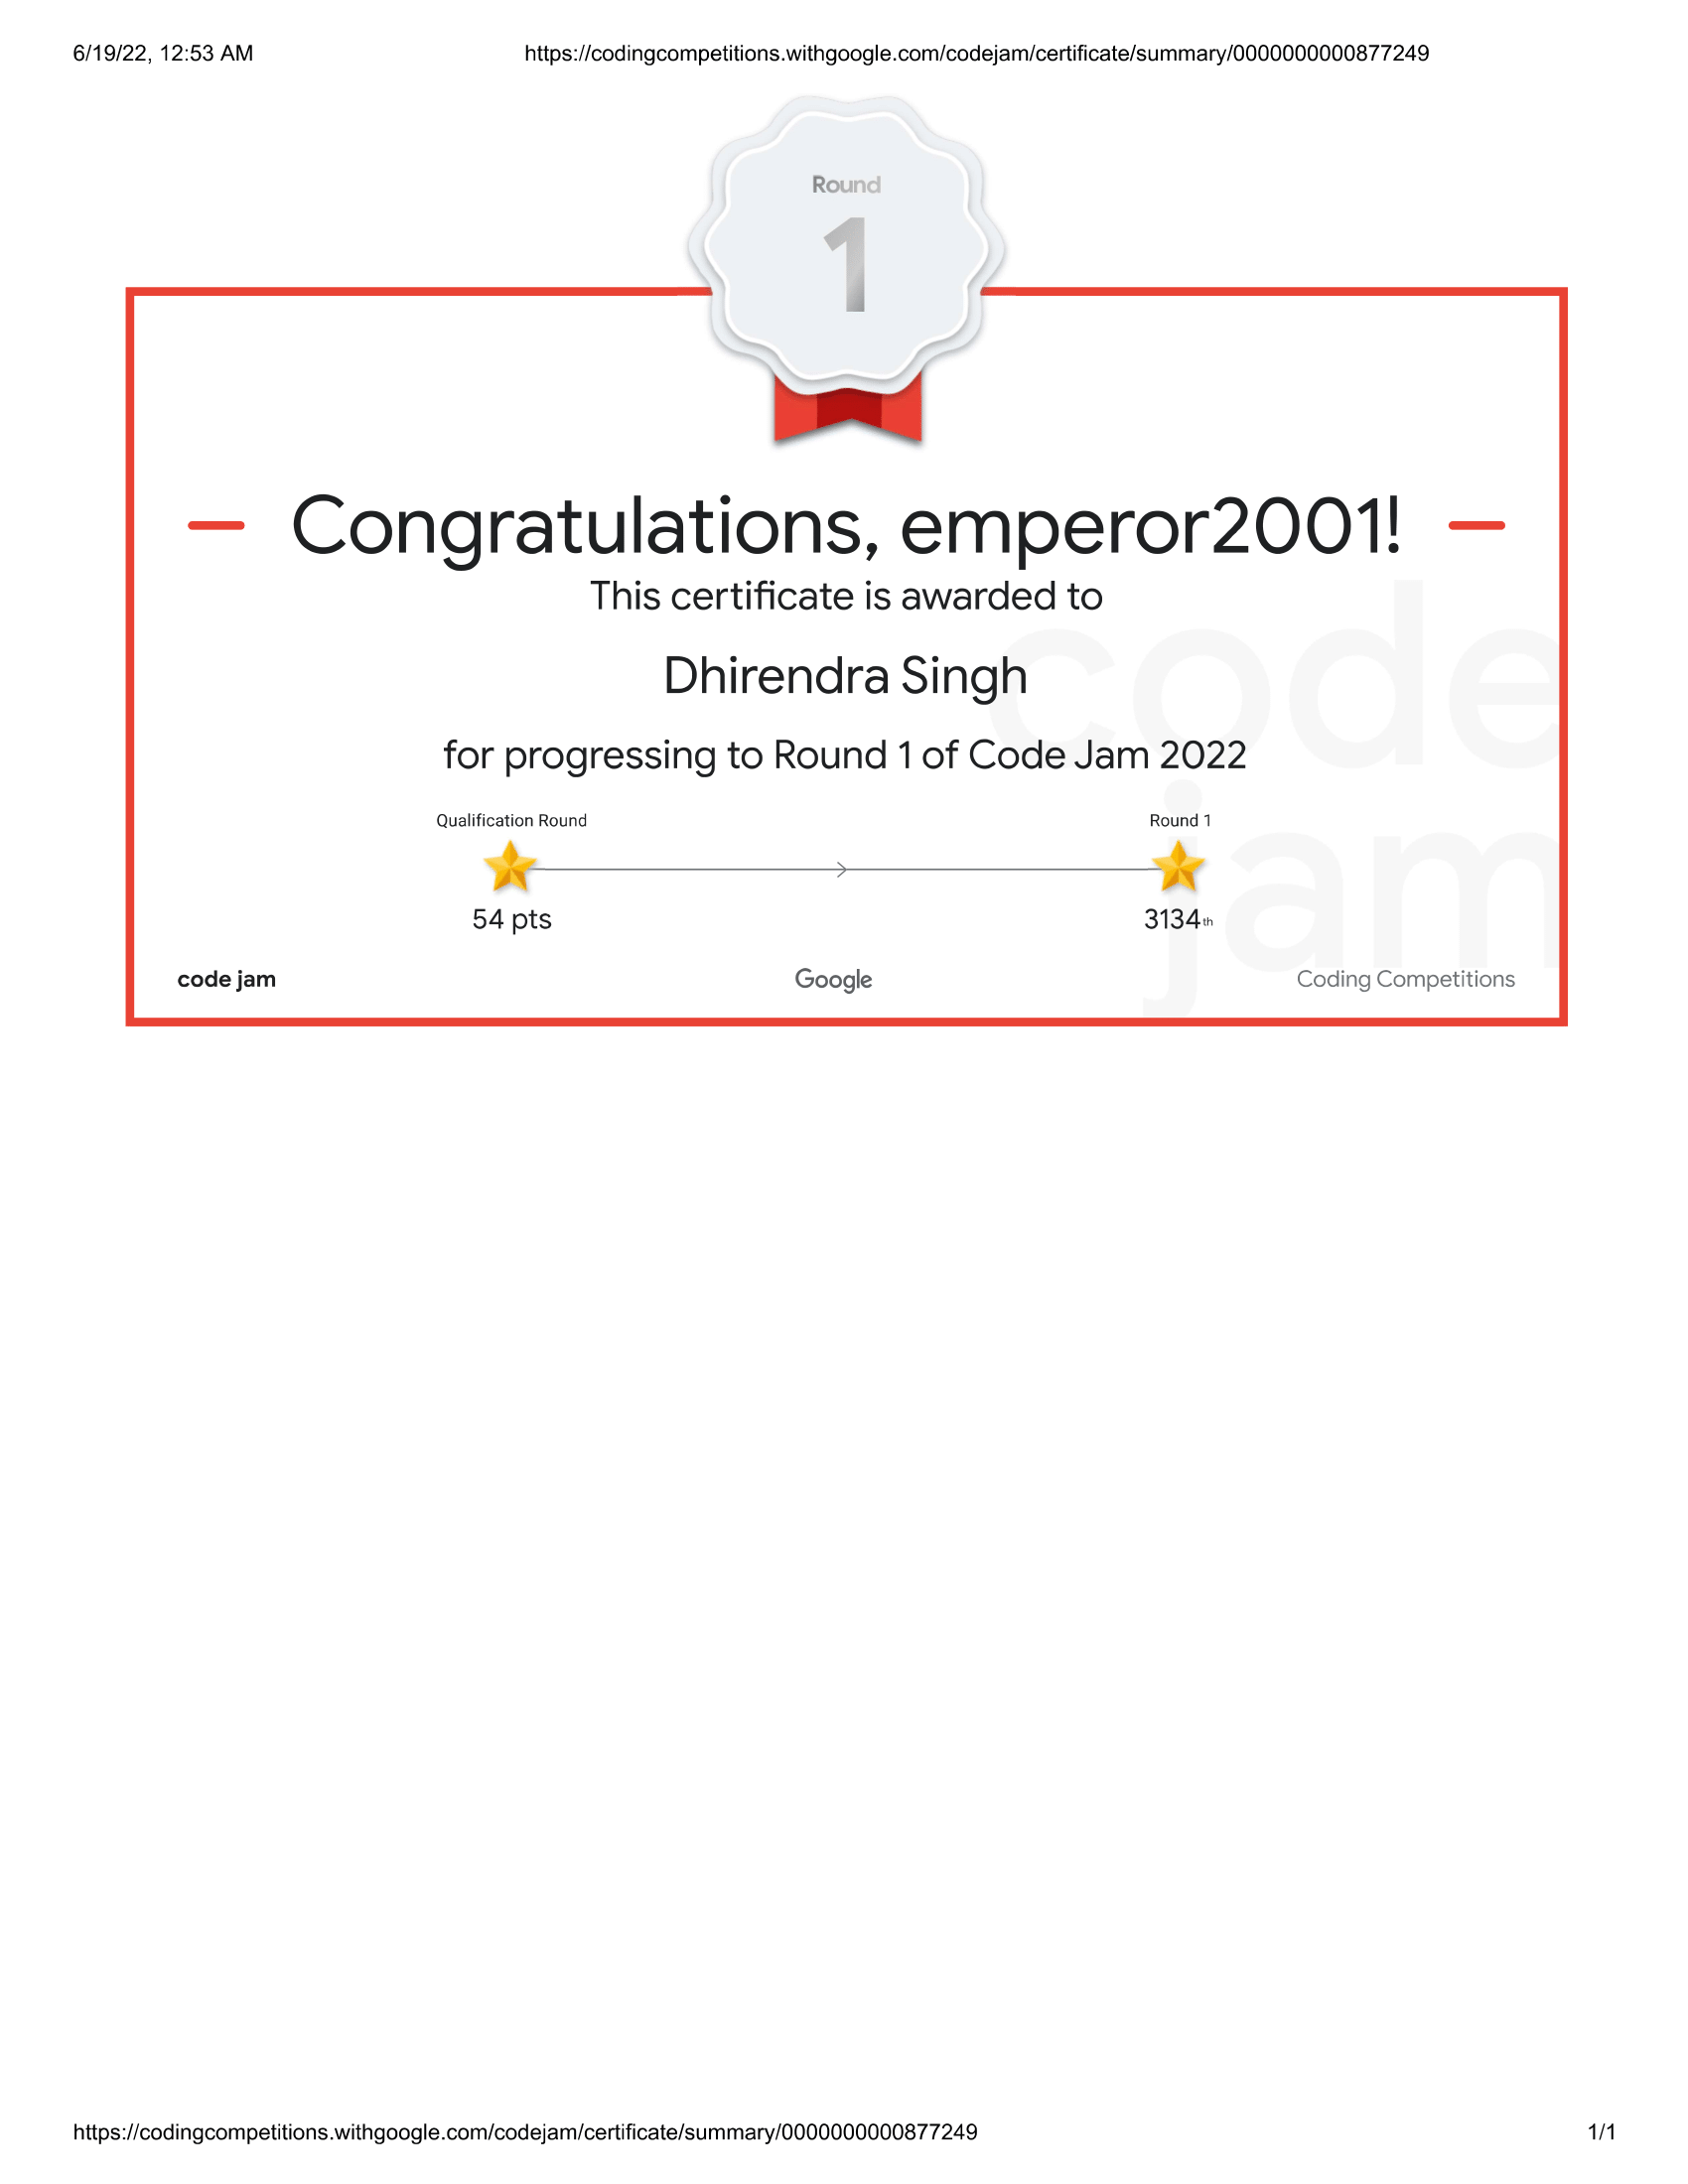 6/19/22, 12:53 AM https://codingcompetitions.withgoogle.com/codejam/certificate/summary/0000000000877249
Round
1
Congratulations, emperor2001!
This certificate is awarded to
Dhirendra Singh
for progressing to Round 1 of Code Jam 2022
code
jam
Qualification Round Round 1
54 pts 3134th
code jam Google Coding Competitions
https://codingcompetitions.withgoogle.com/codejam/certificate/summary/0000000000877249 1/1